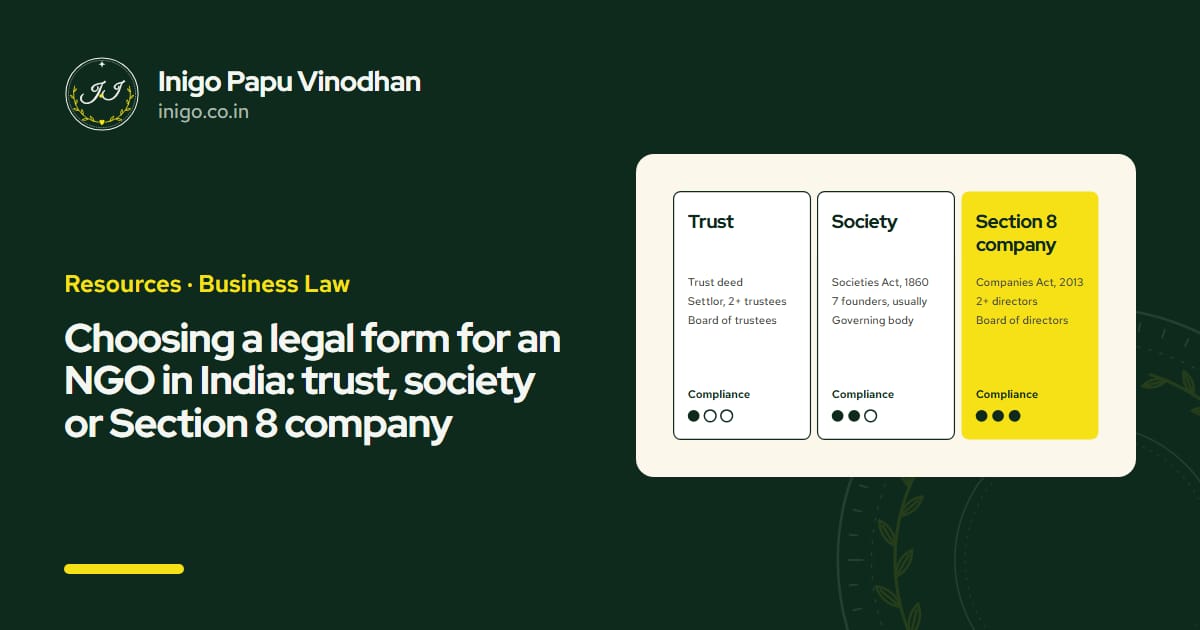 Inigo Papu Vinodhan
inigo.co.in
Resources · Business Law
Choosing a legal form for an
NGO in India: trust, society
or Section 8 company
Trust
Trust deed
Settlor, 2+ trustees
Board of trustees
Compliance
Society
Societies Act, 1860
7 founders, usually
Governing body
Compliance
Section 8
company
Companies Act, 2013
2+ directors
Board of directors
Compliance